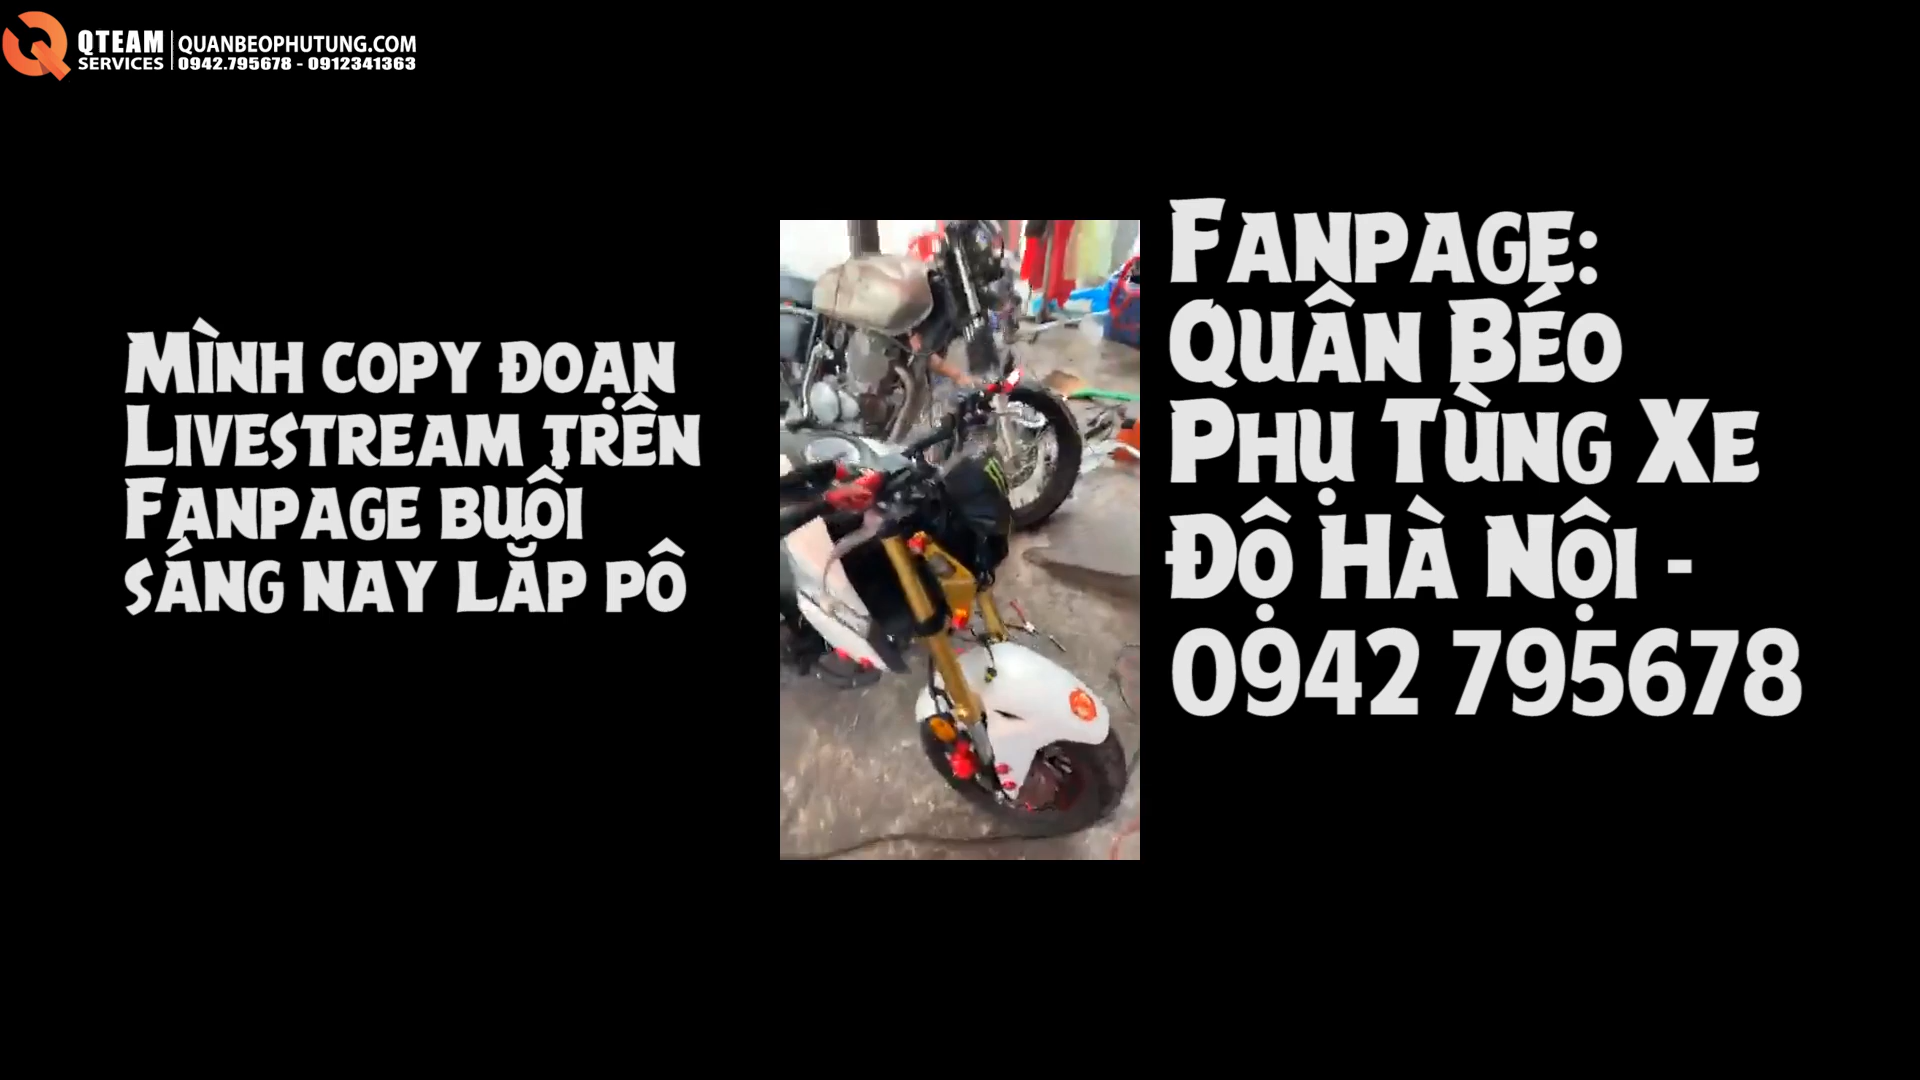 QTEAM
SERVICES
QUANBEOPHUTUNG.COM
0942.795678 - 0912341363
Mình copy đoạn
Livestream trên
Fanpage buổi
sáng nay lắp pô
Fanpage:
Quân Béo
Phụ Tùng Xe
Độ Hà Nội -
0942 795678